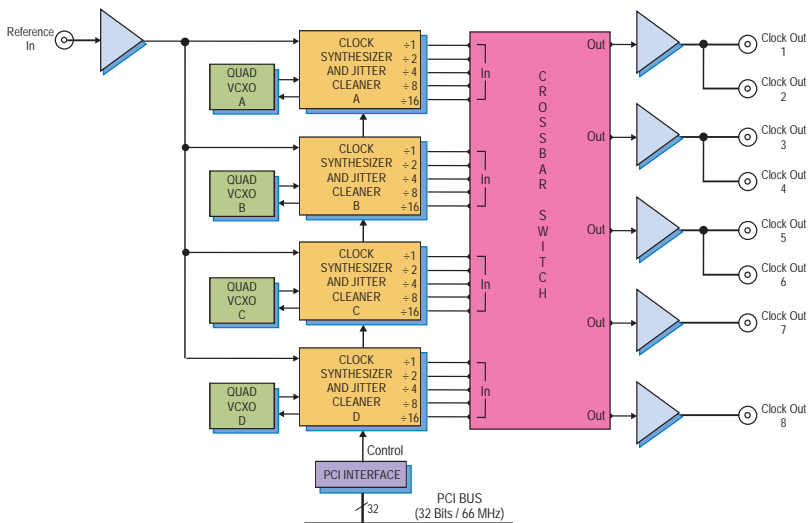 Reference
In
QUAD
VCXO
A
CLOCK
SYNTHESIZER
AND JITTER
CLEANER
A
÷1
÷ 2
÷ 4
÷ 8
÷16
In
QUAD
VCXO
B
CLOCK
SYNTHESIZER
AND JITTER
CLEANER
B
÷1
÷ 2
÷ 4
÷ 8
÷16
In
QUAD
VCXO
C
CLOCK
SYNTHESIZER
AND JITTER
CLEANER
C
÷1
÷ 2
÷ 4
÷ 8
÷16
In
QUAD
VCXO
D
CLOCK
SYNTHESIZER
AND JITTER
CLEANER
D
÷1
÷ 2
÷ 4
÷ 8
÷16
In
CROSSBAR SWITCH
Out
Out
Out
Out
Out
Clock Out
1
Clock Out
2
Clock Out
3
Clock Out
4
Clock Out
5
Clock Out
6
Clock Out
7
Clock Out
8
Control
PCI INTERFACE
32
PCI BUS
(32 Bits / 66 MHz)